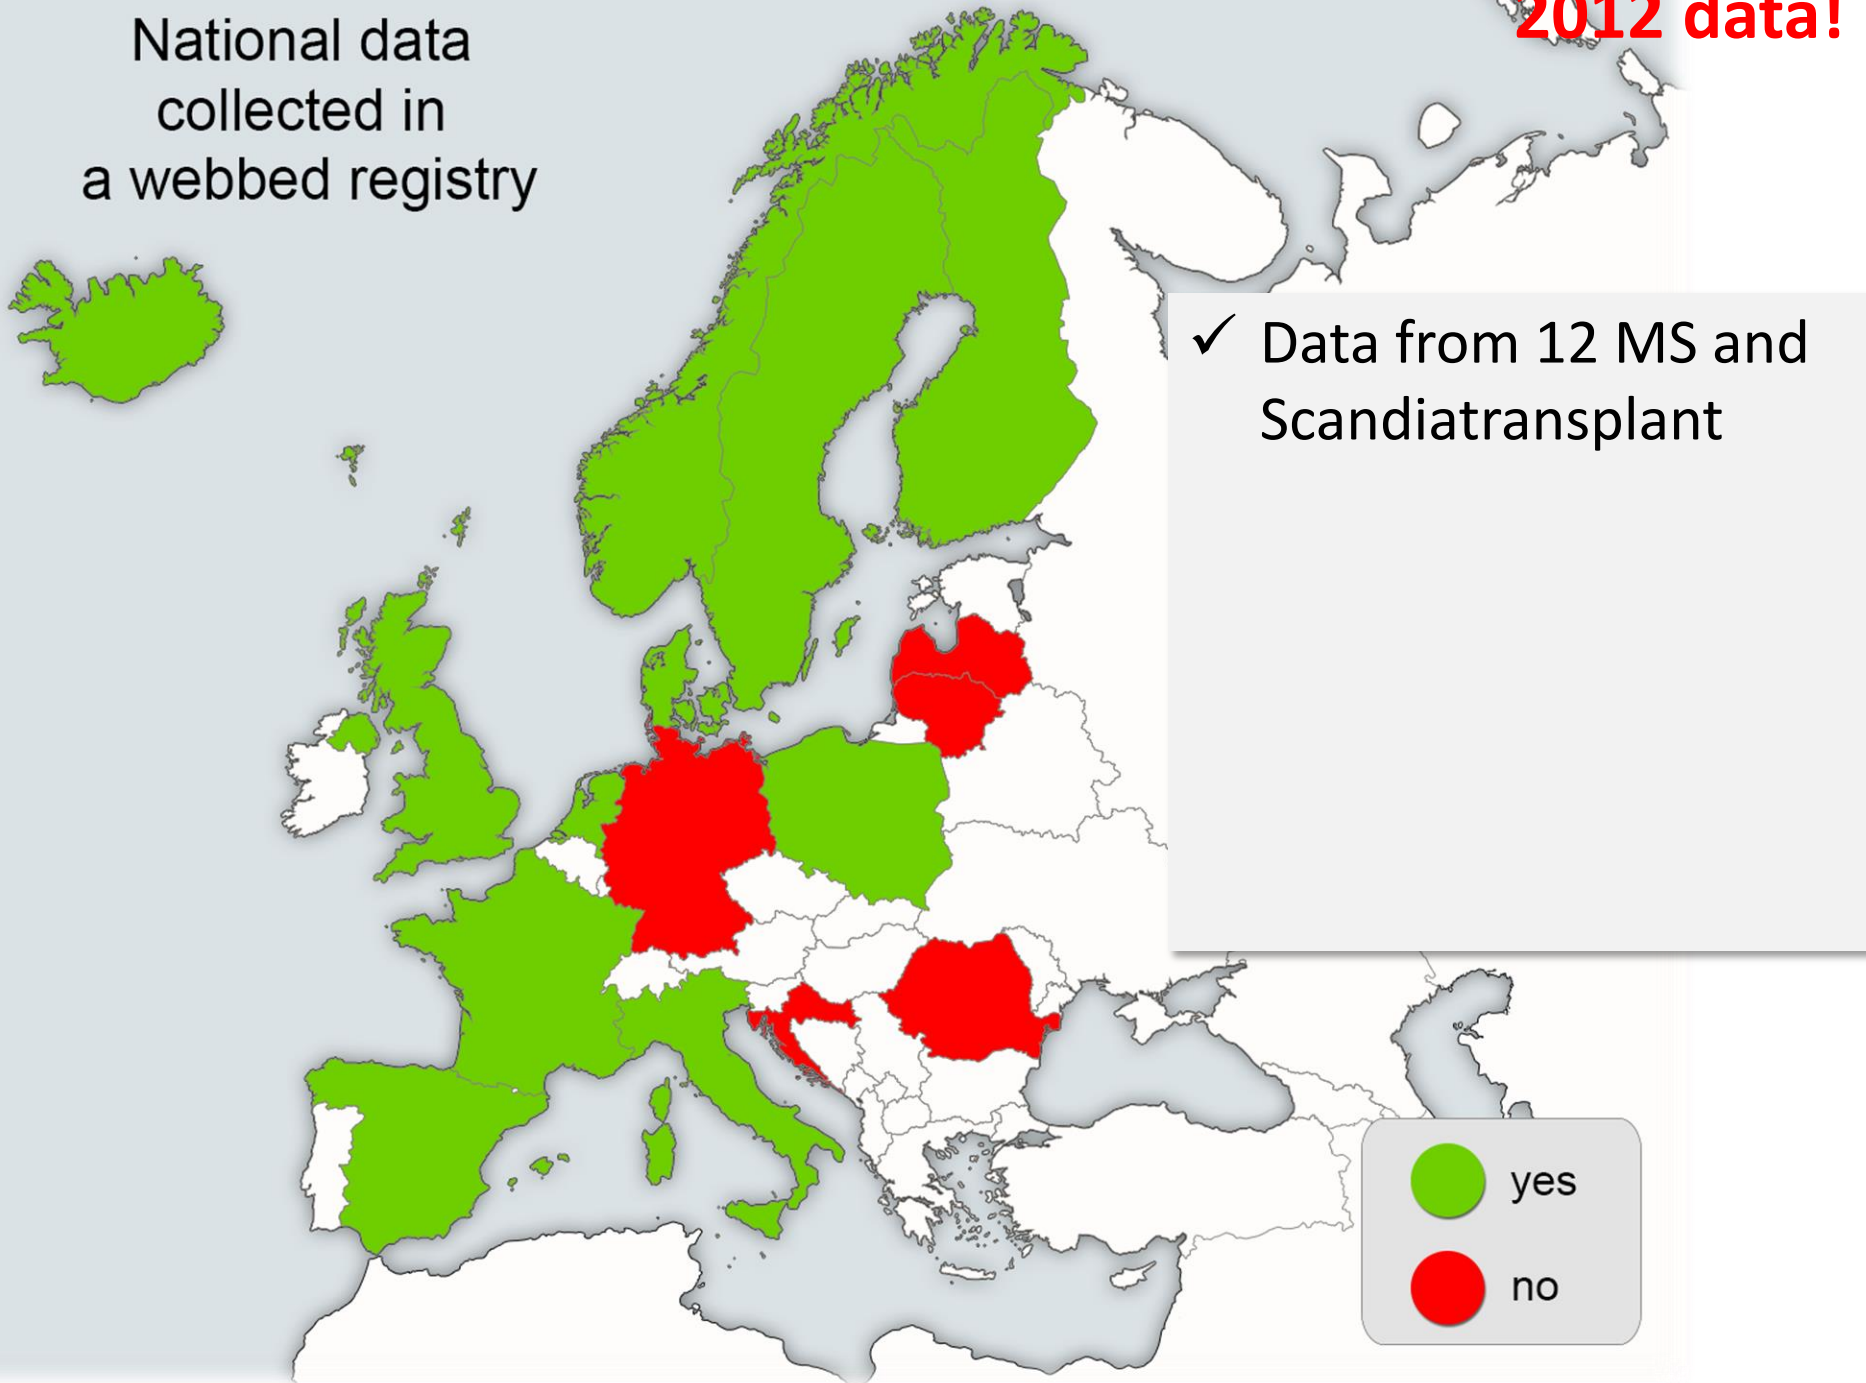 National data
collected in
a webbed registry
2012 data!
✓ Data from 12 MS and
Scandiatransplant
yes
no